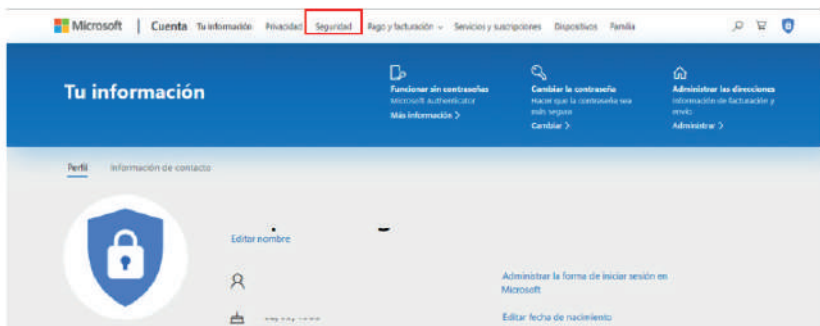 Microsoft | Cuenta Tu información Privacidad Seguridad Pago y facturación Servicios y suscripciones Dispositivos Familia
Tu información
Funcionar sin contraseñas
Microsoft Authenticator
Más información >
Cambiar la contraseña
Hacer que la contraseña sea
más segura
Cambiar >
Administrar las direcciones
Información de facturación y
envío
Administrar >
Perfil Información de contacto
Editar nombre
Administrar la forma de iniciar sesión en
Microsoft
Editar fecha de nacimiento